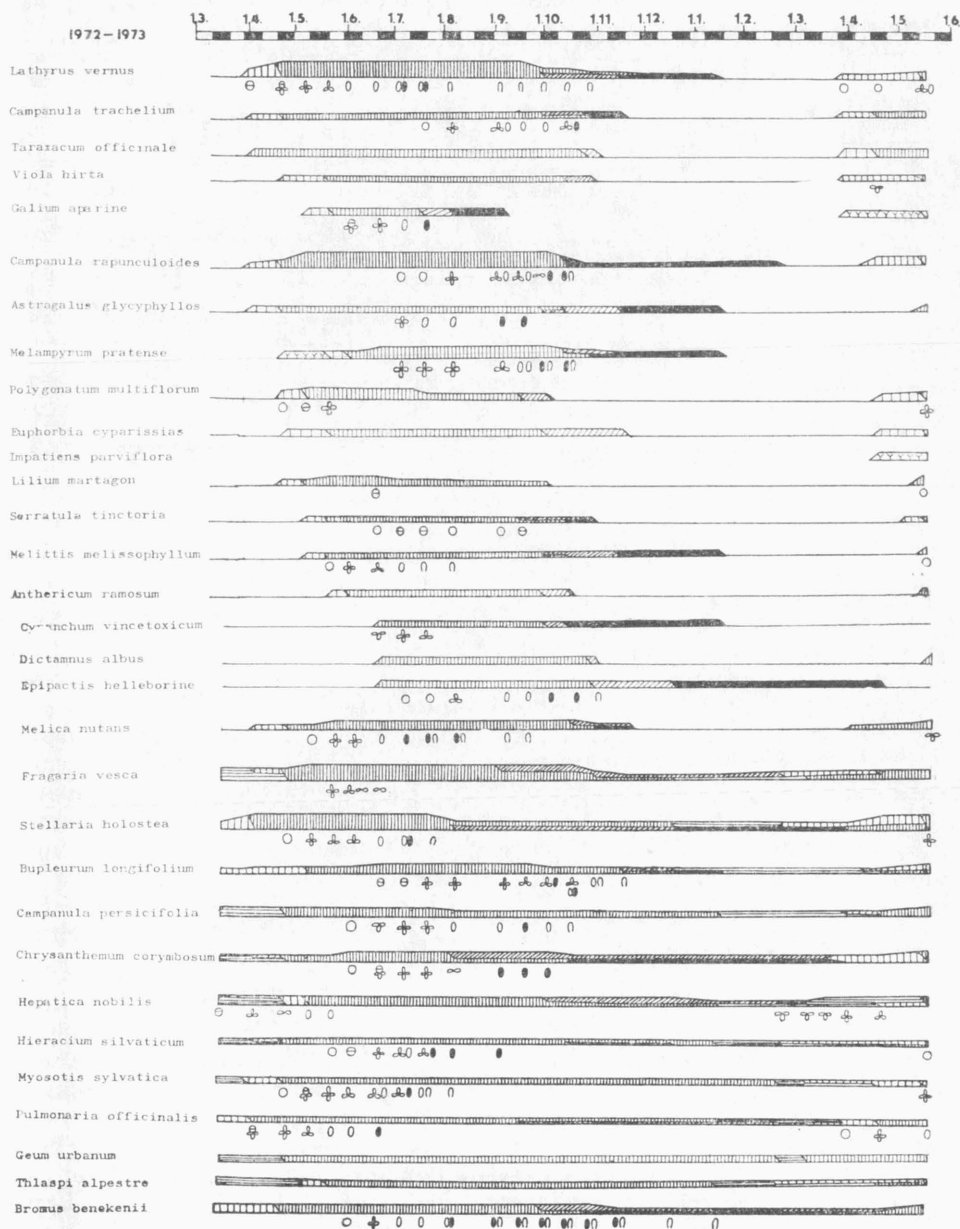 1972–1973
1.3. 1.4. 1.5. 1.6. 1.7. 1.8. 1.9. 1.10. 1.11. 1.12. 1.1. 1.2. 1.3. 1.4. 1.5. 1.6.
Lathyrus vernus
Campanula trachelium
Taraxacum officinale
Viola hirta
Galium aparine
Campanula rapunculoides
Astragalus glycyphyllos
Melampyrum pratense
Polygonatum multiflorum
Euphorbia cyparissias
Impatiens parviflora
Lilium martagon
Serratula tinctoria
Melittis melissophyllum
Anthericum ramosum
Cynanchum vincetoxicum
Dictamnus albus
Epipactis helleborine
Melica nutans
Fragaria vesca
Stellaria holostea
Bupleurum longifolium
Campanula persicifolia
Chrysanthemum corymbosum
Hepatica nobilis
Hieracium silvaticum
Myosotis sylvatica
Pulmonaria officinalis
Geum urbanum
Thlaspi alpestre
Bromus benekenii